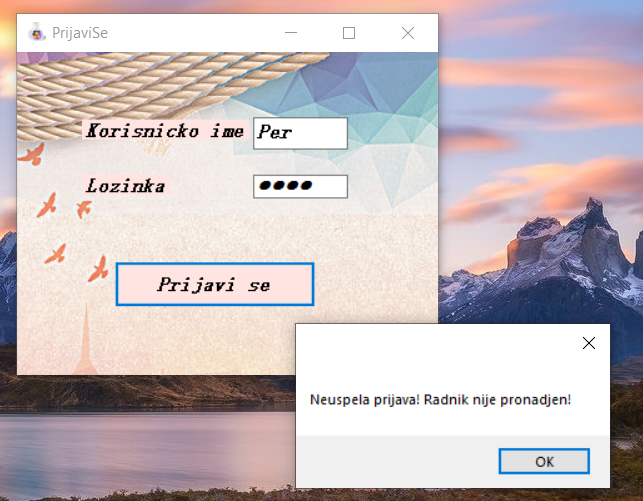 PrijaviSe
Korisnicko ime Per
Lozinka ●●●●
Prijavi se
Neuspela prijava! Radnik nije pronadjen!
OK